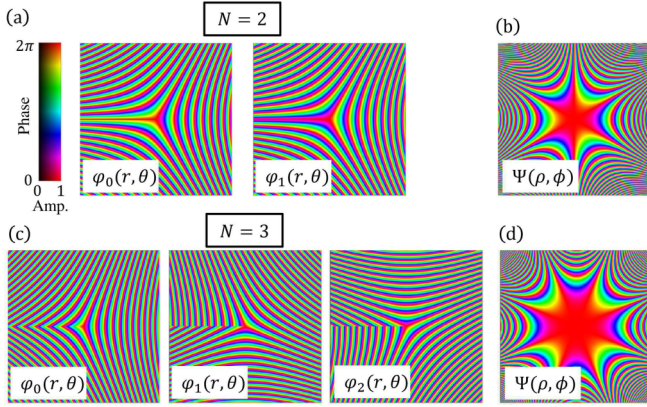 (a)
N = 2
(b)
2π
Phase
0
0 1
Amp.
φ₀(r, θ)
φ₁(r, θ)
Ψ(ρ, ϕ)
(c)
N = 3
(d)
φ₀(r, θ)
φ₁(r, θ)
φ₂(r, θ)
Ψ(ρ, ϕ)